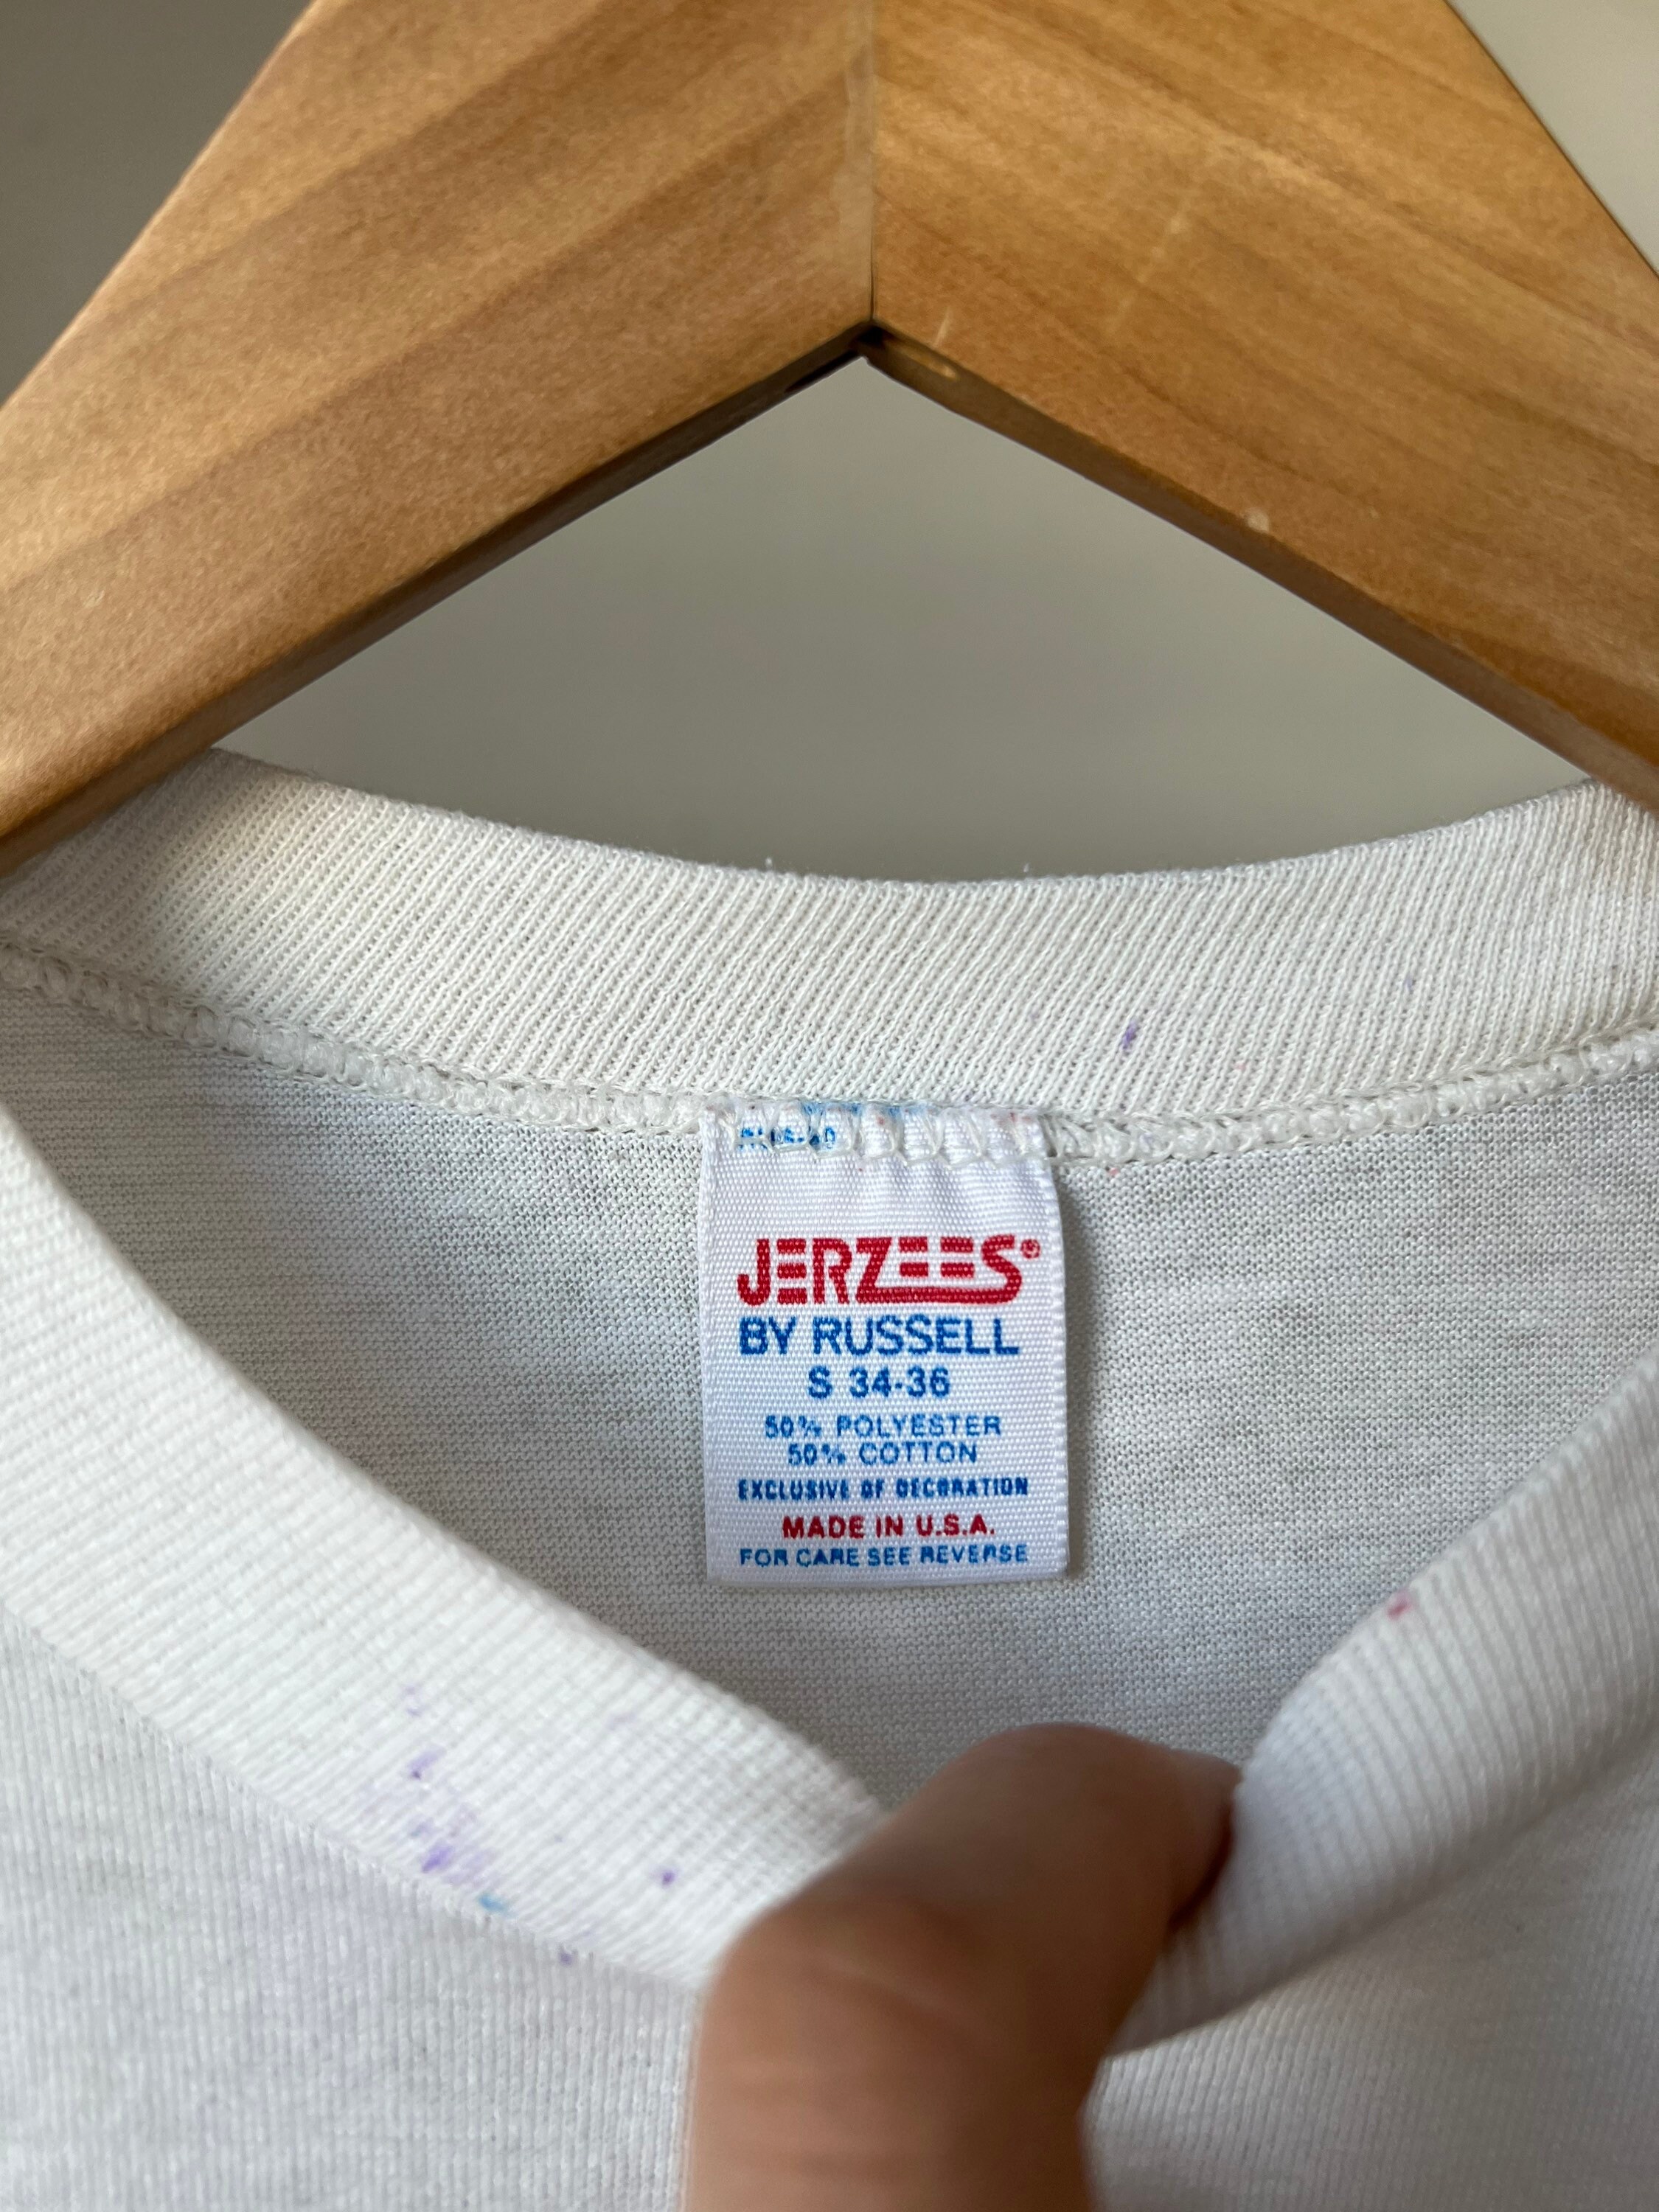 JERZEES®
BY RUSSELL
S 34-36
50% POLYESTER
50% COTTON
EXCLUSIVE OF DECORATION
MADE IN U.S.A.
FOR CARE SEE REVERSE